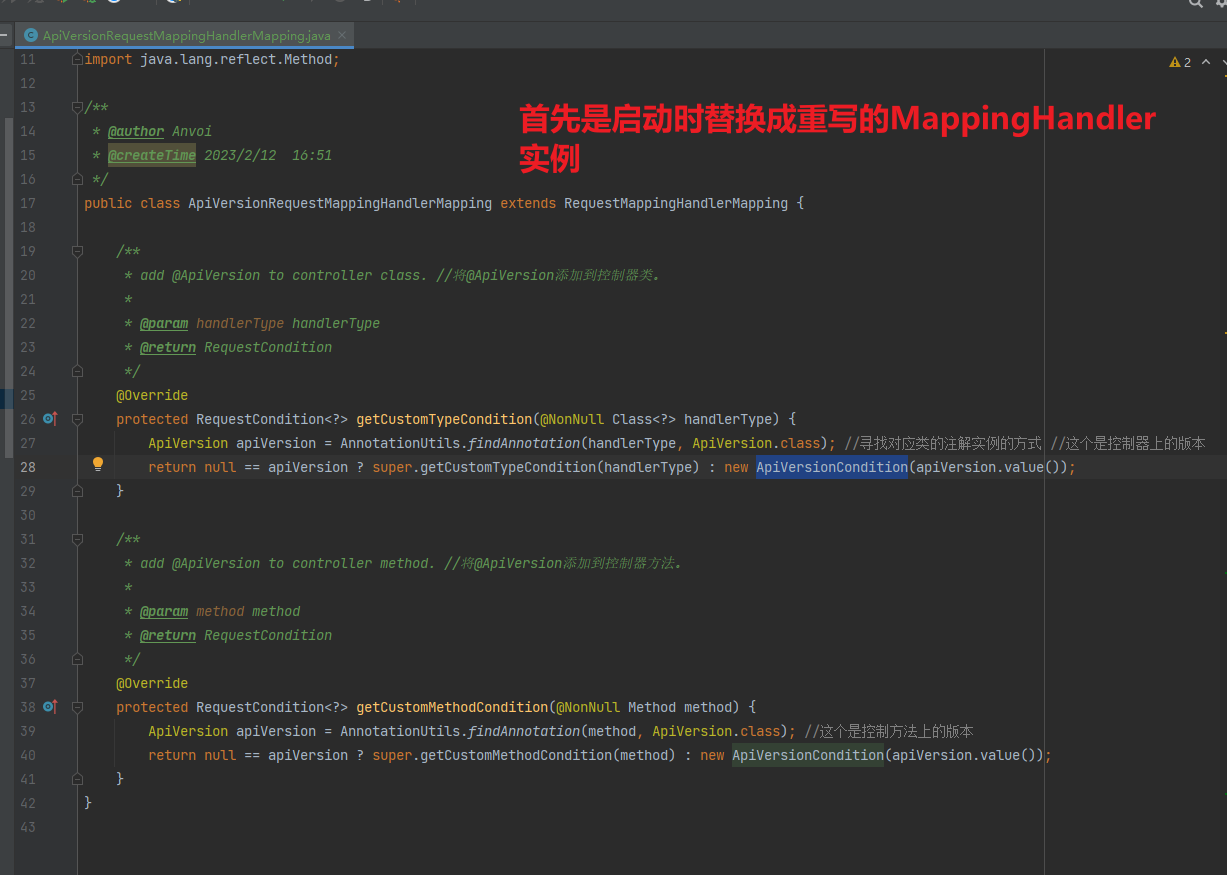 ApiVersionRequestMappingHandlerMapping.java
2
11 import java.lang.reflect.Method;
12
13 /**
首先是启动时替换成重写的MappingHandler
实例
14 * @author Anvoi
15 * @createTime 2023/2/12 16:51
16 */
17 public class ApiVersionRequestMappingHandlerMapping extends RequestMappingHandlerMapping {
18
19 /**
20 * add @ApiVersion to controller class. //将@ApiVersion添加到控制器类.
21 *
22 * @param handlerType handlerType
23 * @return RequestCondition
24 */
25 @Override
26 protected RequestCondition<?> getCustomTypeCondition(@NonNull Class<?> handlerType) {
27 ApiVersion apiVersion = AnnotationUtils.findAnnotation(handlerType, ApiVersion.class); //寻找对应类的注解实例的方式 //这个是控制器上的版本
28 return null == apiVersion ? super.getCustomTypeCondition(handlerType) : new ApiVersionCondition(apiVersion.value());
29 }
30
31 /**
32 * add @ApiVersion to controller method. //将@ApiVersion添加到控制器方法.
33 *
34 * @param method method
35 * @return RequestCondition
36 */
37 @Override
38 protected RequestCondition<?> getCustomMethodCondition(@NonNull Method method) {
39 ApiVersion apiVersion = AnnotationUtils.findAnnotation(method, ApiVersion.class); //这个是控制方法上的版本
40 return null == apiVersion ? super.getCustomMethodCondition(method) : new ApiVersionCondition(apiVersion.value());
41 }
42 }
43